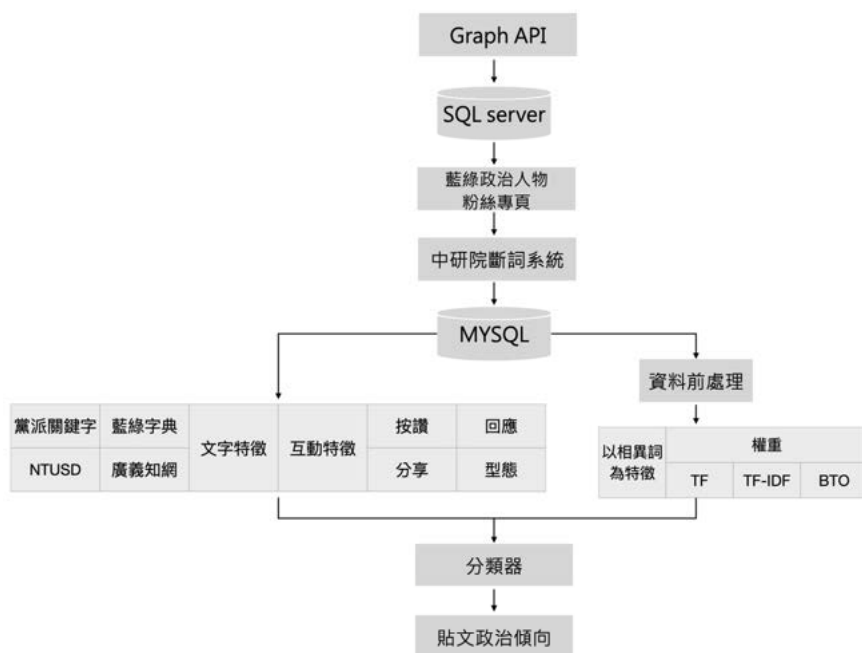 Graph API
SQL server
藍綠政治人物
粉絲專頁
中研院斷詞系統
MYSQL
資料前處理
黨派關鍵字
藍綠字典
文字特徵
互動特徵
按讚
回應
NTUSD
廣義知網
分享
型態
以相異詞
為特徵
權重
TF
TF-IDF
BTO
分類器
貼文政治傾向